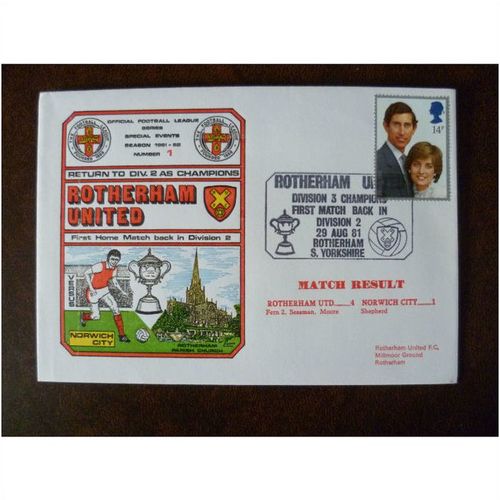 OFFICIAL FOOTBALL LEAGUE
SERIES
SPECIAL EVENTS
SEASON 1981-82
NUMBER 1
RETURN TO DIV. 2 AS CHAMPIONS
ROTHERHAM
UNITED
First Home Match back in Division 2
VERSUS
NORWICH
CITY
ROTHERHAM
PARISH CHURCH
14P
ROTHERHAM UNITED
DIVISION 3 CHAMPIONS
FIRST MATCH BACK IN
DIVISION 2
29 AUG 81
ROTHERHAM
S. YORKSHIRE
MATCH RESULT
ROTHERHAM UTD 4 NORWICH CITY 1
Fern 2, Seasman, Moore Shepherd
Rotherham United F.C,
Millmoor Ground
Rotherham